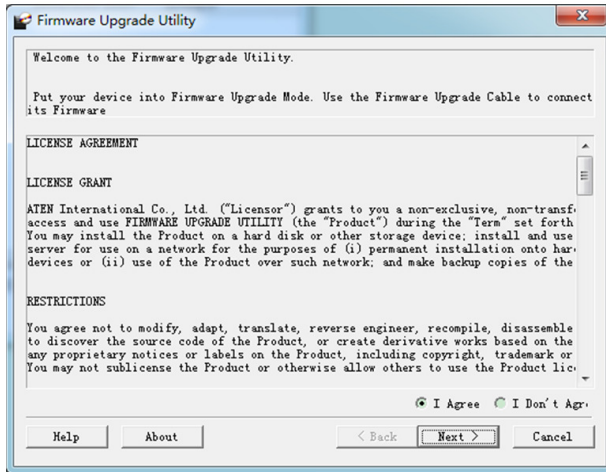 Firmware Upgrade Utility
Welcome to the Firmware Upgrade Utility.
Put your device into Firmware Upgrade Mode. Use the Firmware Upgrade Cable to connect
its Firmware
LICENSE AGREEMENT
LICENSE GRANT
ATEN International Co., Ltd. ("Licensor") grants to you a non-exclusive, non-transf
access and use FIRMWARE UPGRADE UTILITY (the "Product") during the "Term" set forth
You may install the Product on a hard disk or other storage device; install and use
server for use on a network for the purposes of (i) permanent installation onto har
devices or (ii) use of the Product over such network; and make backup copies of the
RESTRICTIONS
You agree not to modify, adapt, translate, reverse engineer, recompile, disassemble
to discover the source code of the Product, or create derivative works based on the
any proprietary notices or labels on the Product, including copyright, trademark or
You may not sublicense the Product or otherwise allow others to use the Product lic
I Agree I Don't Agr
Help About < Back Next > Cancel